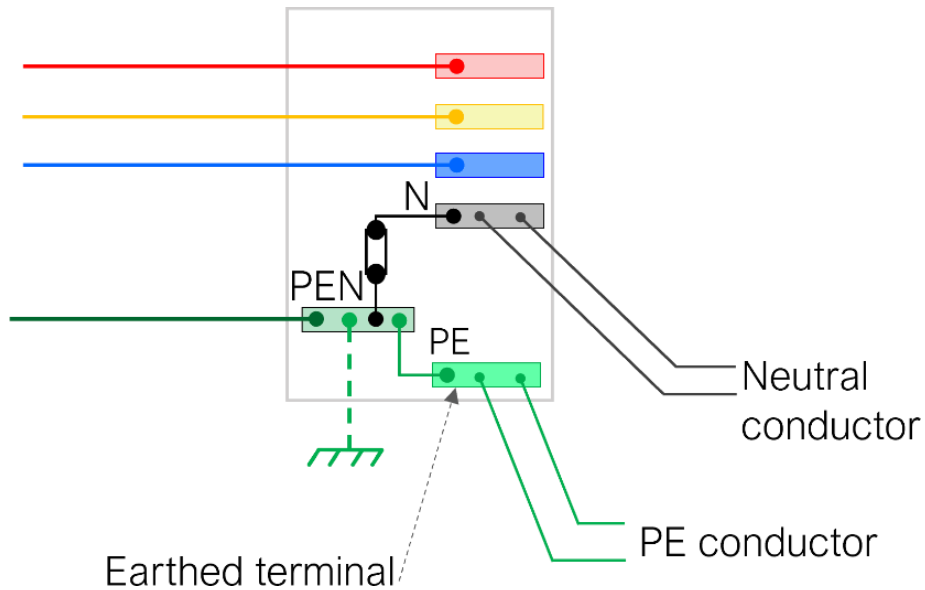 N
PEN
PE
Neutral
conductor
PE conductor
Earthed terminal